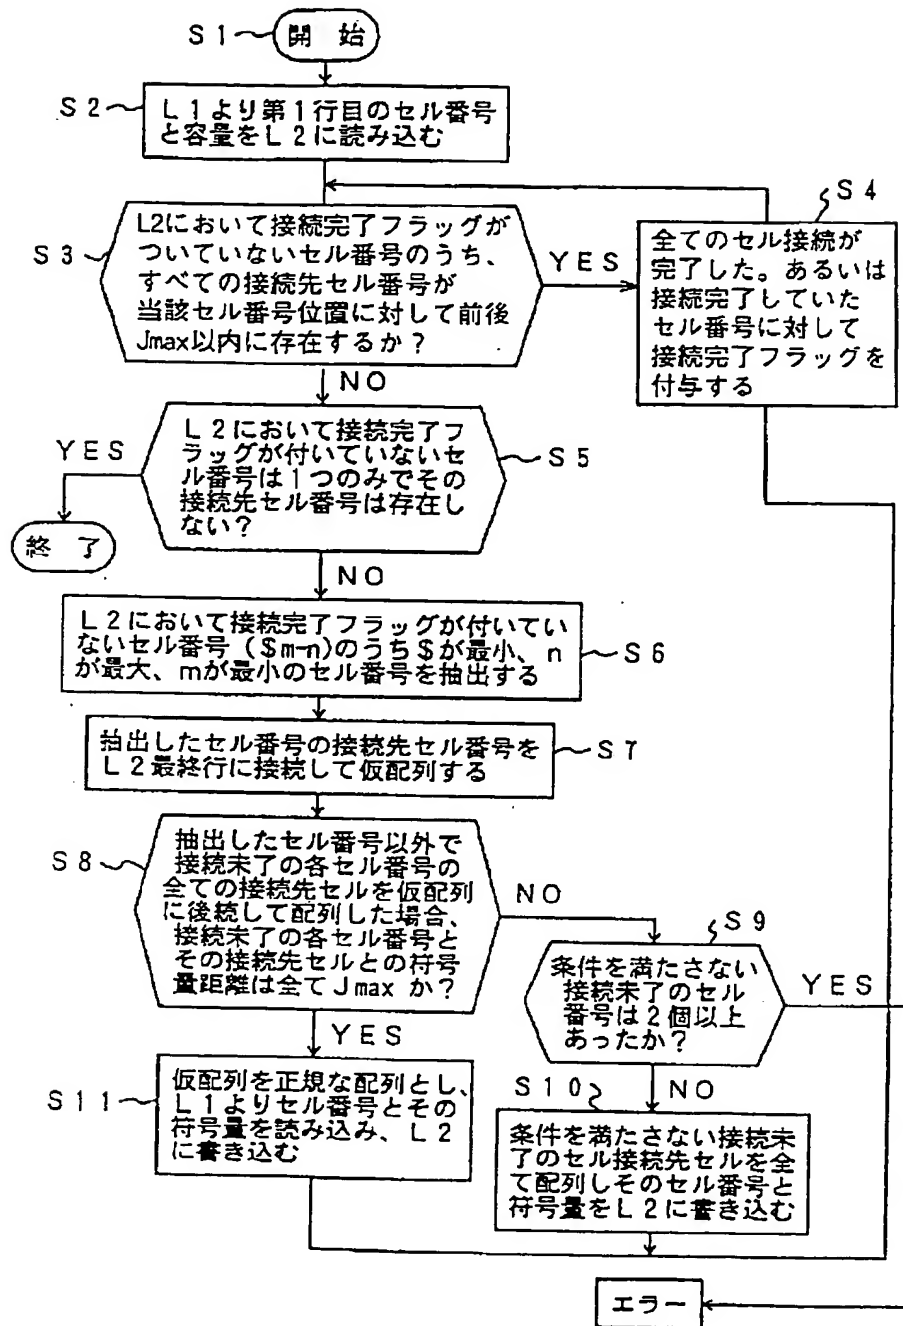 S1
開 始
S2
L1より第1行目のセル番号
と容量をL2に読み込む
S3
L2において接続完了フラッグが
ついていないセル番号のうち、
すべての接続先セル番号が
当該セル番号位置に対して前後
Jmax以内に存在するか?
YES
S4
全てのセル接続が
完了した。あるいは
接続完了していた
セル番号に対して
接続完了フラッグを
付与する
NO
L2において接続完了フ
ラッグが付いていないセ
ル番号は1つのみでその
接続先セル番号は存在し
ない?
S5
YES
終 了
NO
L2において接続完了フラッグが付いてい
ないセル番号($m-n)のうち$が最小、n
が最大、mが最小のセル番号を抽出する
S6
抽出したセル番号の接続先セル番号を
L2最終行に接続して仮配列する
S7
S8
抽出したセル番号以外で
接続未了の各セル番号の
全ての接続先セルを仮配列
に後続して配列した場合、
接続未了の各セル番号と
その接続先セルとの符号
量距離は全てJmaxか?
NO
S9
条件を満たさない
接続未了のセル
番号は2個以上
あったか?
YES
YES
S11
仮配列を正規な配列とし、
L1よりセル番号とその
符号量を読み込み、L2
に書き込む
S10
NO
条件を満たさない接続未
了のセル接続先セルを全
て配列しそのセル番号と
符号量をL2に書き込む
エラー